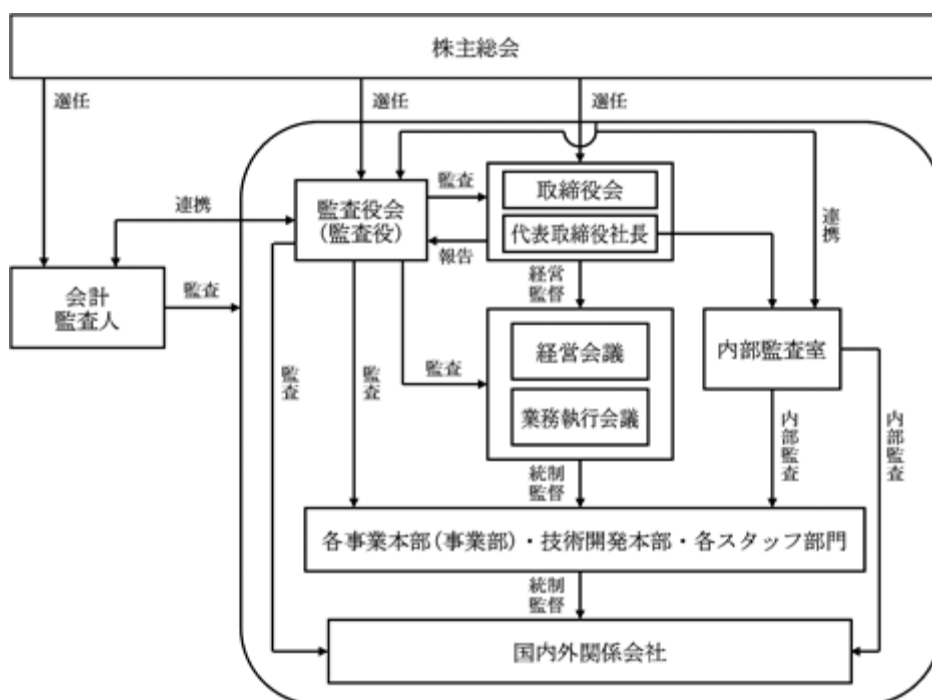 株主総会
選任
選任
選任
監査役会
(監査役)
監査
取締役会
代表取締役社長
連携
報告
連携
会計
監査人
監査
経営
監督
経営会議
業務執行会議
内部監査室
監査
監査
監査
内部監査
内部監査
統制
監督
各事業本部(事業部)・技術開発本部・各スタッフ部門
統制
監督
国内外関係会社